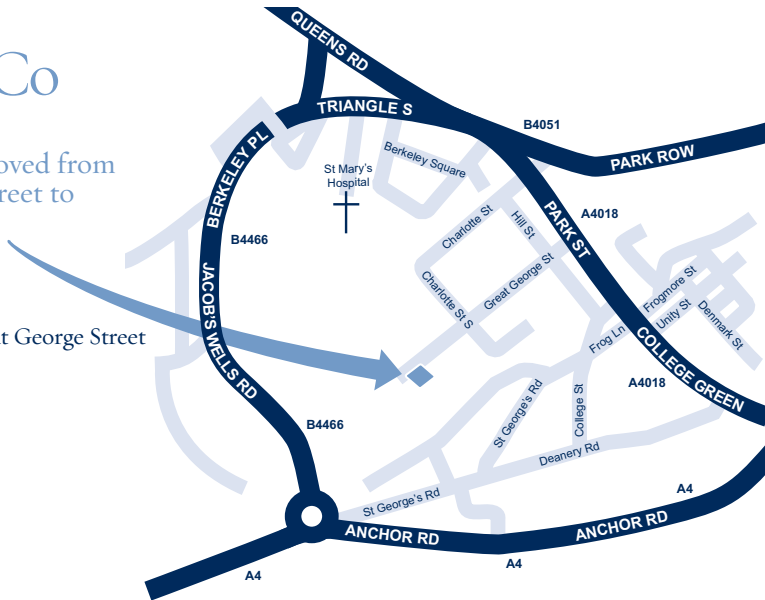 Co
oved from
reet to
t George Street
QUEENS RD
TRIANGLE S
B4051
PARK ROW
BERKELEY PL
Berkeley Square
St Mary's
Hospital
A4018
PARK ST
Charlotte St
Hill St
B4466
JACOB'S WELLS RD
Great George St
Charlotte St S
Frogmore St
Unity St
Denmark St
Frog Ln
COLLEGE GREEN
A4018
St George's Rd
College St
B4466
Deanery Rd
St George's Rd
A4
ANCHOR RD
ANCHOR RD
A4
A4